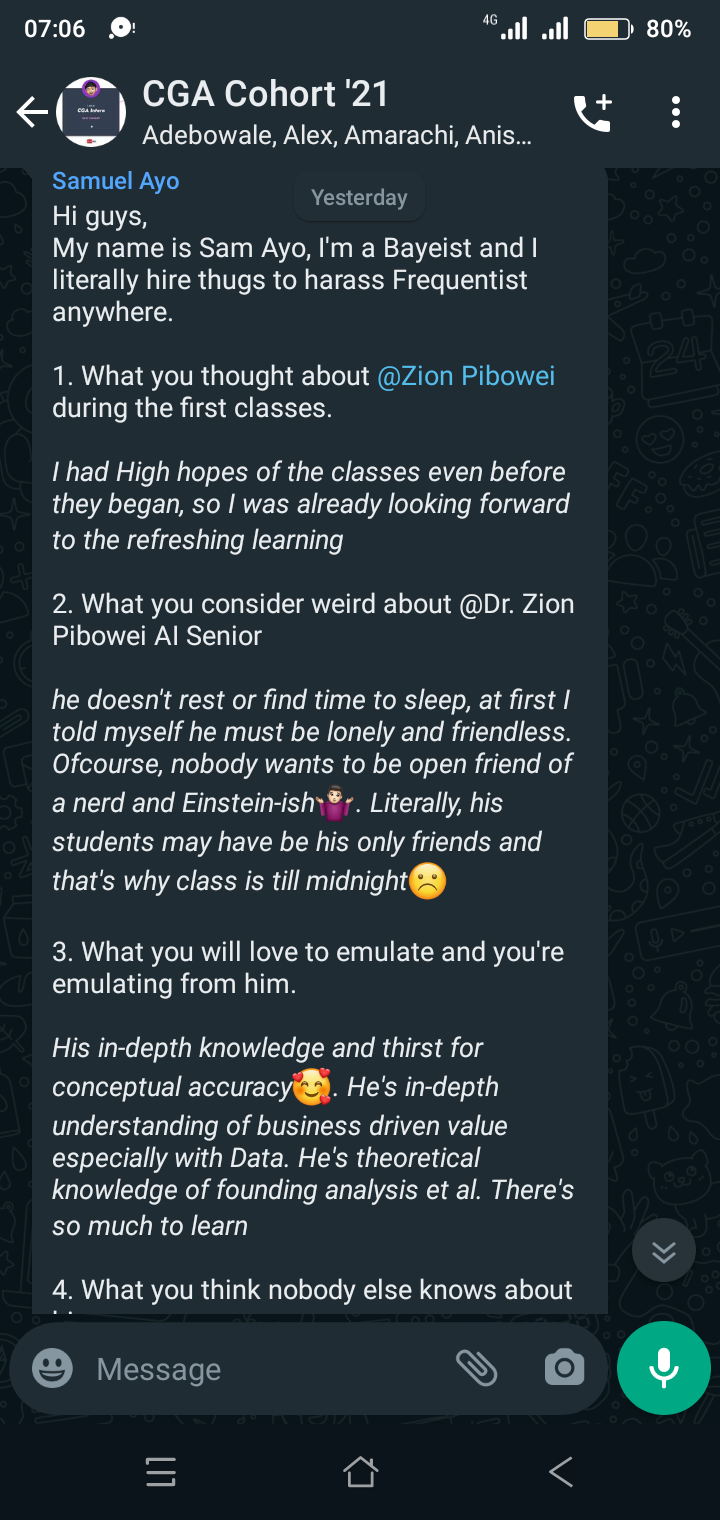 07:06
4G
80%
CGA Cohort '21
Adebowale, Alex, Amarachi, Anis...
Samuel Ayo
Yesterday
Hi guys,
My name is Sam Ayo, I'm a Bayeist and I
literally hire thugs to harass Frequentist
anywhere.
1. What you thought about @Zion Pibowei
during the first classes.
I had High hopes of the classes even before
they began, so I was already looking forward
to the refreshing learning
2. What you consider weird about @Dr. Zion
Pibowei AI Senior
he doesn't rest or find time to sleep, at first I
told myself he must be lonely and friendless.
Ofcourse, nobody wants to be open friend of
a nerd and Einstein-ish🤷🏻‍♂️. Literally, his
students may have be his only friends and
that's why class is till midnight☹️
3. What you will love to emulate and you're
emulating from him.
His in-depth knowledge and thirst for
conceptual accuracy🥰. He's in-depth
understanding of business driven value
especially with Data. He's theoretical
knowledge of founding analysis et al. There's
so much to learn
4. What you think nobody else knows about
Message